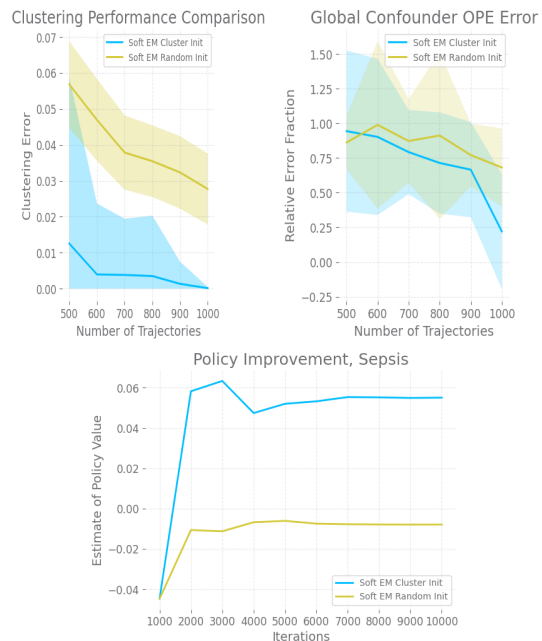 Clustering Performance Comparison
Soft EM Cluster Init
Soft EM Random Init
0.07
0.06
0.05
0.04
0.03
0.02
0.01
0.00
Clustering Error
500 600 700 800 900 1000
Number of Trajectories
Global Confounder OPE Error
Soft EM Cluster Init
Soft EM Random Init
1.50
1.25
1.00
0.75
0.50
0.25
0.00
−0.25
Relative Error Fraction
500 600 700 800 900 1000
Number of Trajectories
Policy Improvement, Sepsis
0.06
0.04
0.02
0.00
−0.02
−0.04
Estimate of Policy Value
Soft EM Cluster Init
Soft EM Random Init
1000 2000 3000 4000 5000 6000 7000 8000 9000 10000
Iterations